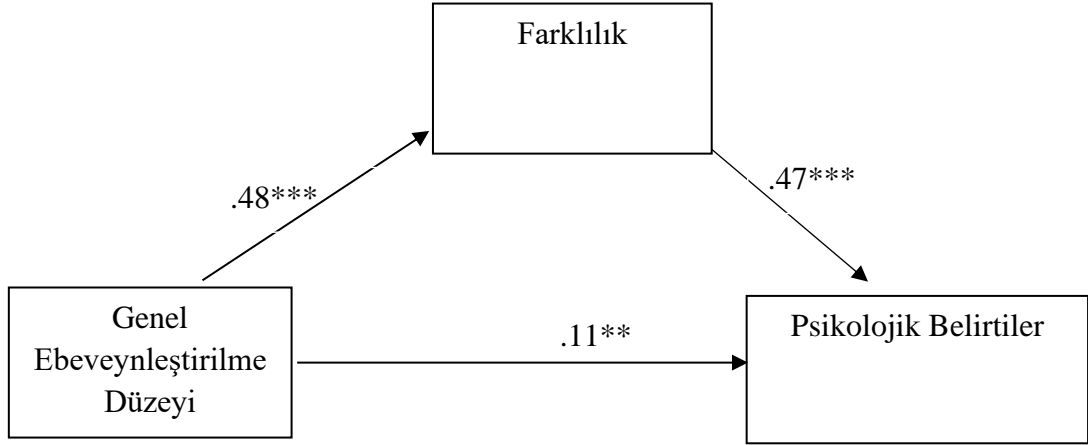 Farklılık
.48***
.47***
Genel
Ebeveynleştirilme
Düzeyi
.11**
Psikolojik Belirtiler